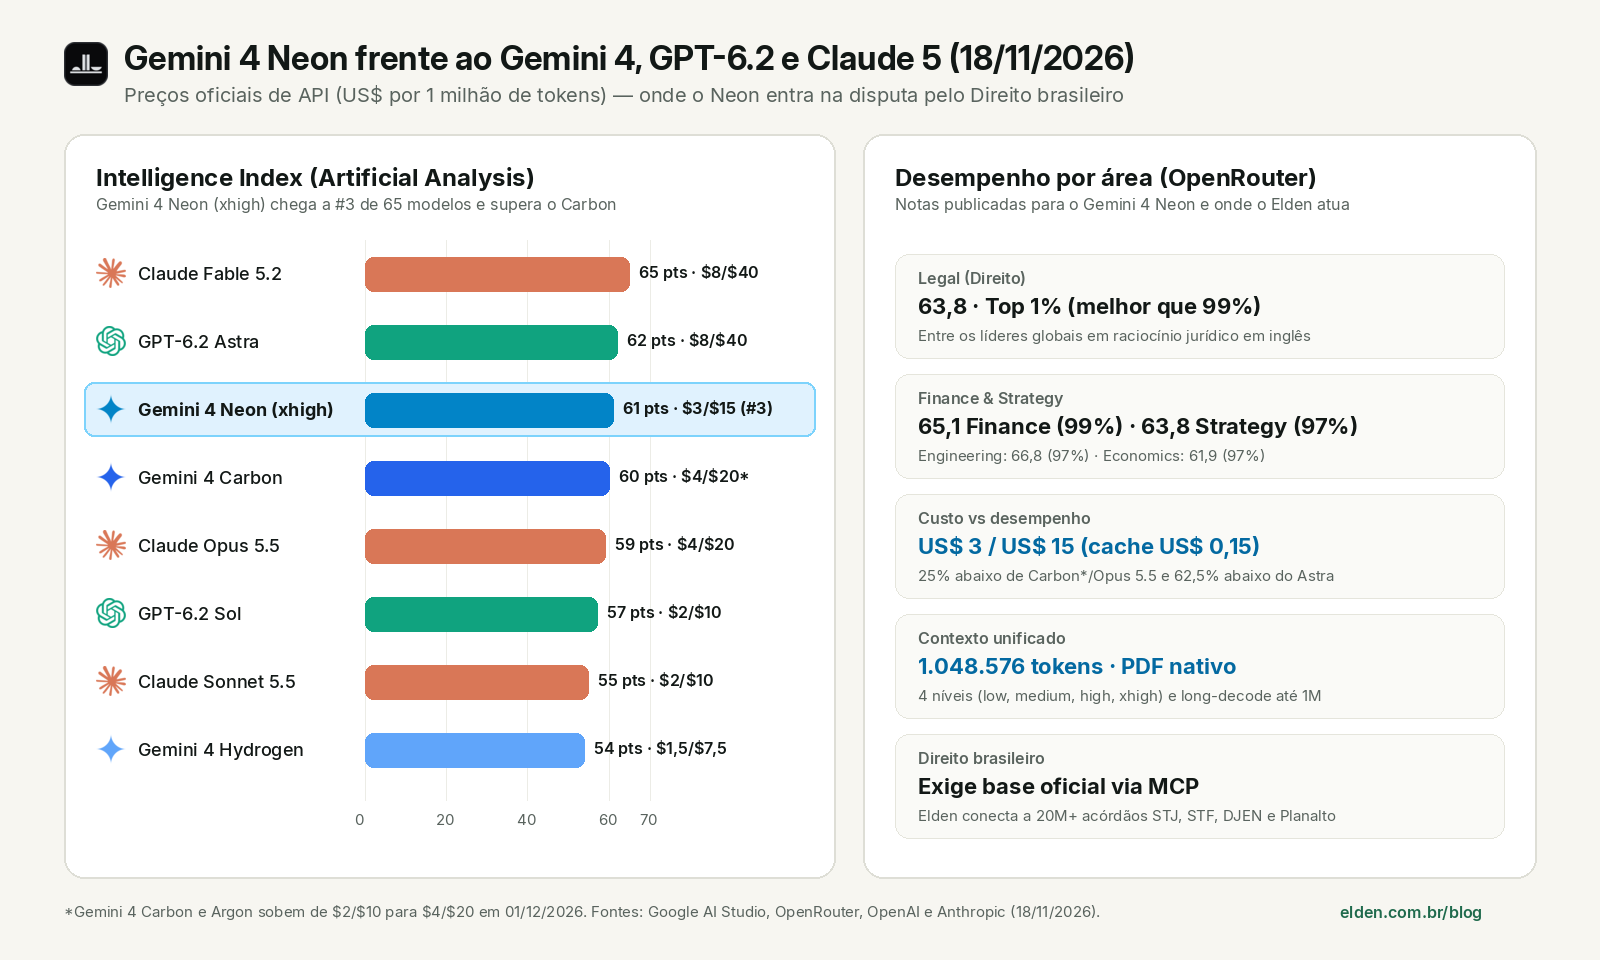 Gemini 4 Neon frente ao Gemini 4, GPT-6.2 e Claude 5 (18/11/2026)
Preços oficiais de API (US$ por 1 milhão de tokens) — onde o Neon entra na disputa pelo Direito brasileiro
Intelligence Index (Artificial Analysis)
Gemini 4 Neon (xhigh) chega a #3 de 65 modelos e supera o Carbon
Claude Fable 5.2 65 pts · $8/$40
GPT-6.2 Astra 62 pts · $8/$40
Gemini 4 Neon (xhigh) 61 pts · $3/$15 (#3)
Gemini 4 Carbon 60 pts · $4/$20*
Claude Opus 5.5 59 pts · $4/$20
GPT-6.2 Sol 57 pts · $2/$10
Claude Sonnet 5.5 55 pts · $2/$10
Gemini 4 Hydrogen 54 pts · $1,5/$7,5
0 20 40 60 70
Desempenho por área (OpenRouter)
Notas publicadas para o Gemini 4 Neon e onde o Elden atua
Legal (Direito)
63,8 · Top 1% (melhor que 99%)
Entre os líderes globais em raciocínio jurídico em inglês
Finance & Strategy
65,1 Finance (99%) · 63,8 Strategy (97%)
Engineering: 66,8 (97%) · Economics: 61,9 (97%)
Custo vs desempenho
US$ 3 / US$ 15 (cache US$ 0,15)
25% abaixo de Carbon*/Opus 5.5 e 62,5% abaixo do Astra
Contexto unificado
1.048.576 tokens · PDF nativo
4 níveis (low, medium, high, xhigh) e long-decode até 1M
Direito brasileiro
Exige base oficial via MCP
Elden conecta a 20M+ acórdãos STJ, STF, DJEN e Planalto
*Gemini 4 Carbon e Argon sobem de $2/$10 para $4/$20 em 01/12/2026. Fontes: Google AI Studio, OpenRouter, OpenAI e Anthropic (18/11/2026).
elden.com.br/blog